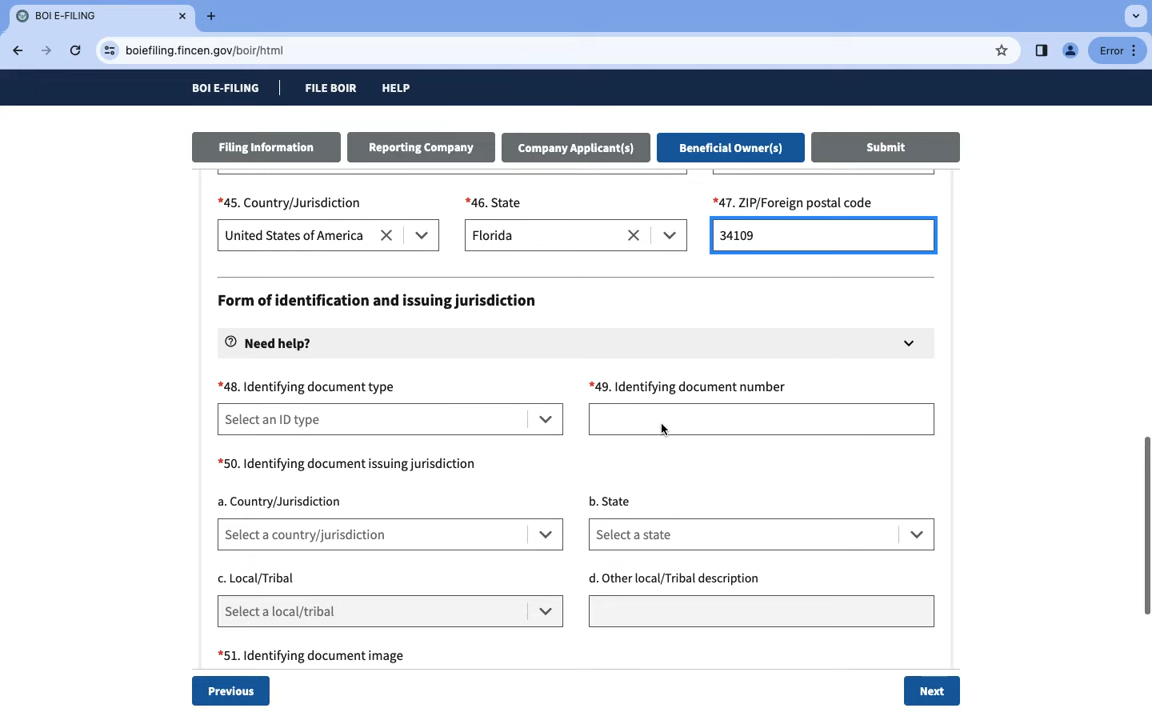 BOI E-FILING
boiefiling.fincen.gov/boir/html
Error
BOI E-FILING FILE BOIR HELP
Filing Information Reporting Company Company Applicant(s) Beneficial Owner(s) Submit
*45. Country/Jurisdiction *46. State *47. ZIP/Foreign postal code
United States of America Florida 34109
Form of identification and issuing jurisdiction
Need help?
*48. Identifying document type *49. Identifying document number
Select an ID type
*50. Identifying document issuing jurisdiction
a. Country/Jurisdiction b. State
Select a country/jurisdiction Select a state
c. Local/Tribal d. Other local/Tribal description
Select a local/tribal
*51. Identifying document image
Previous Next